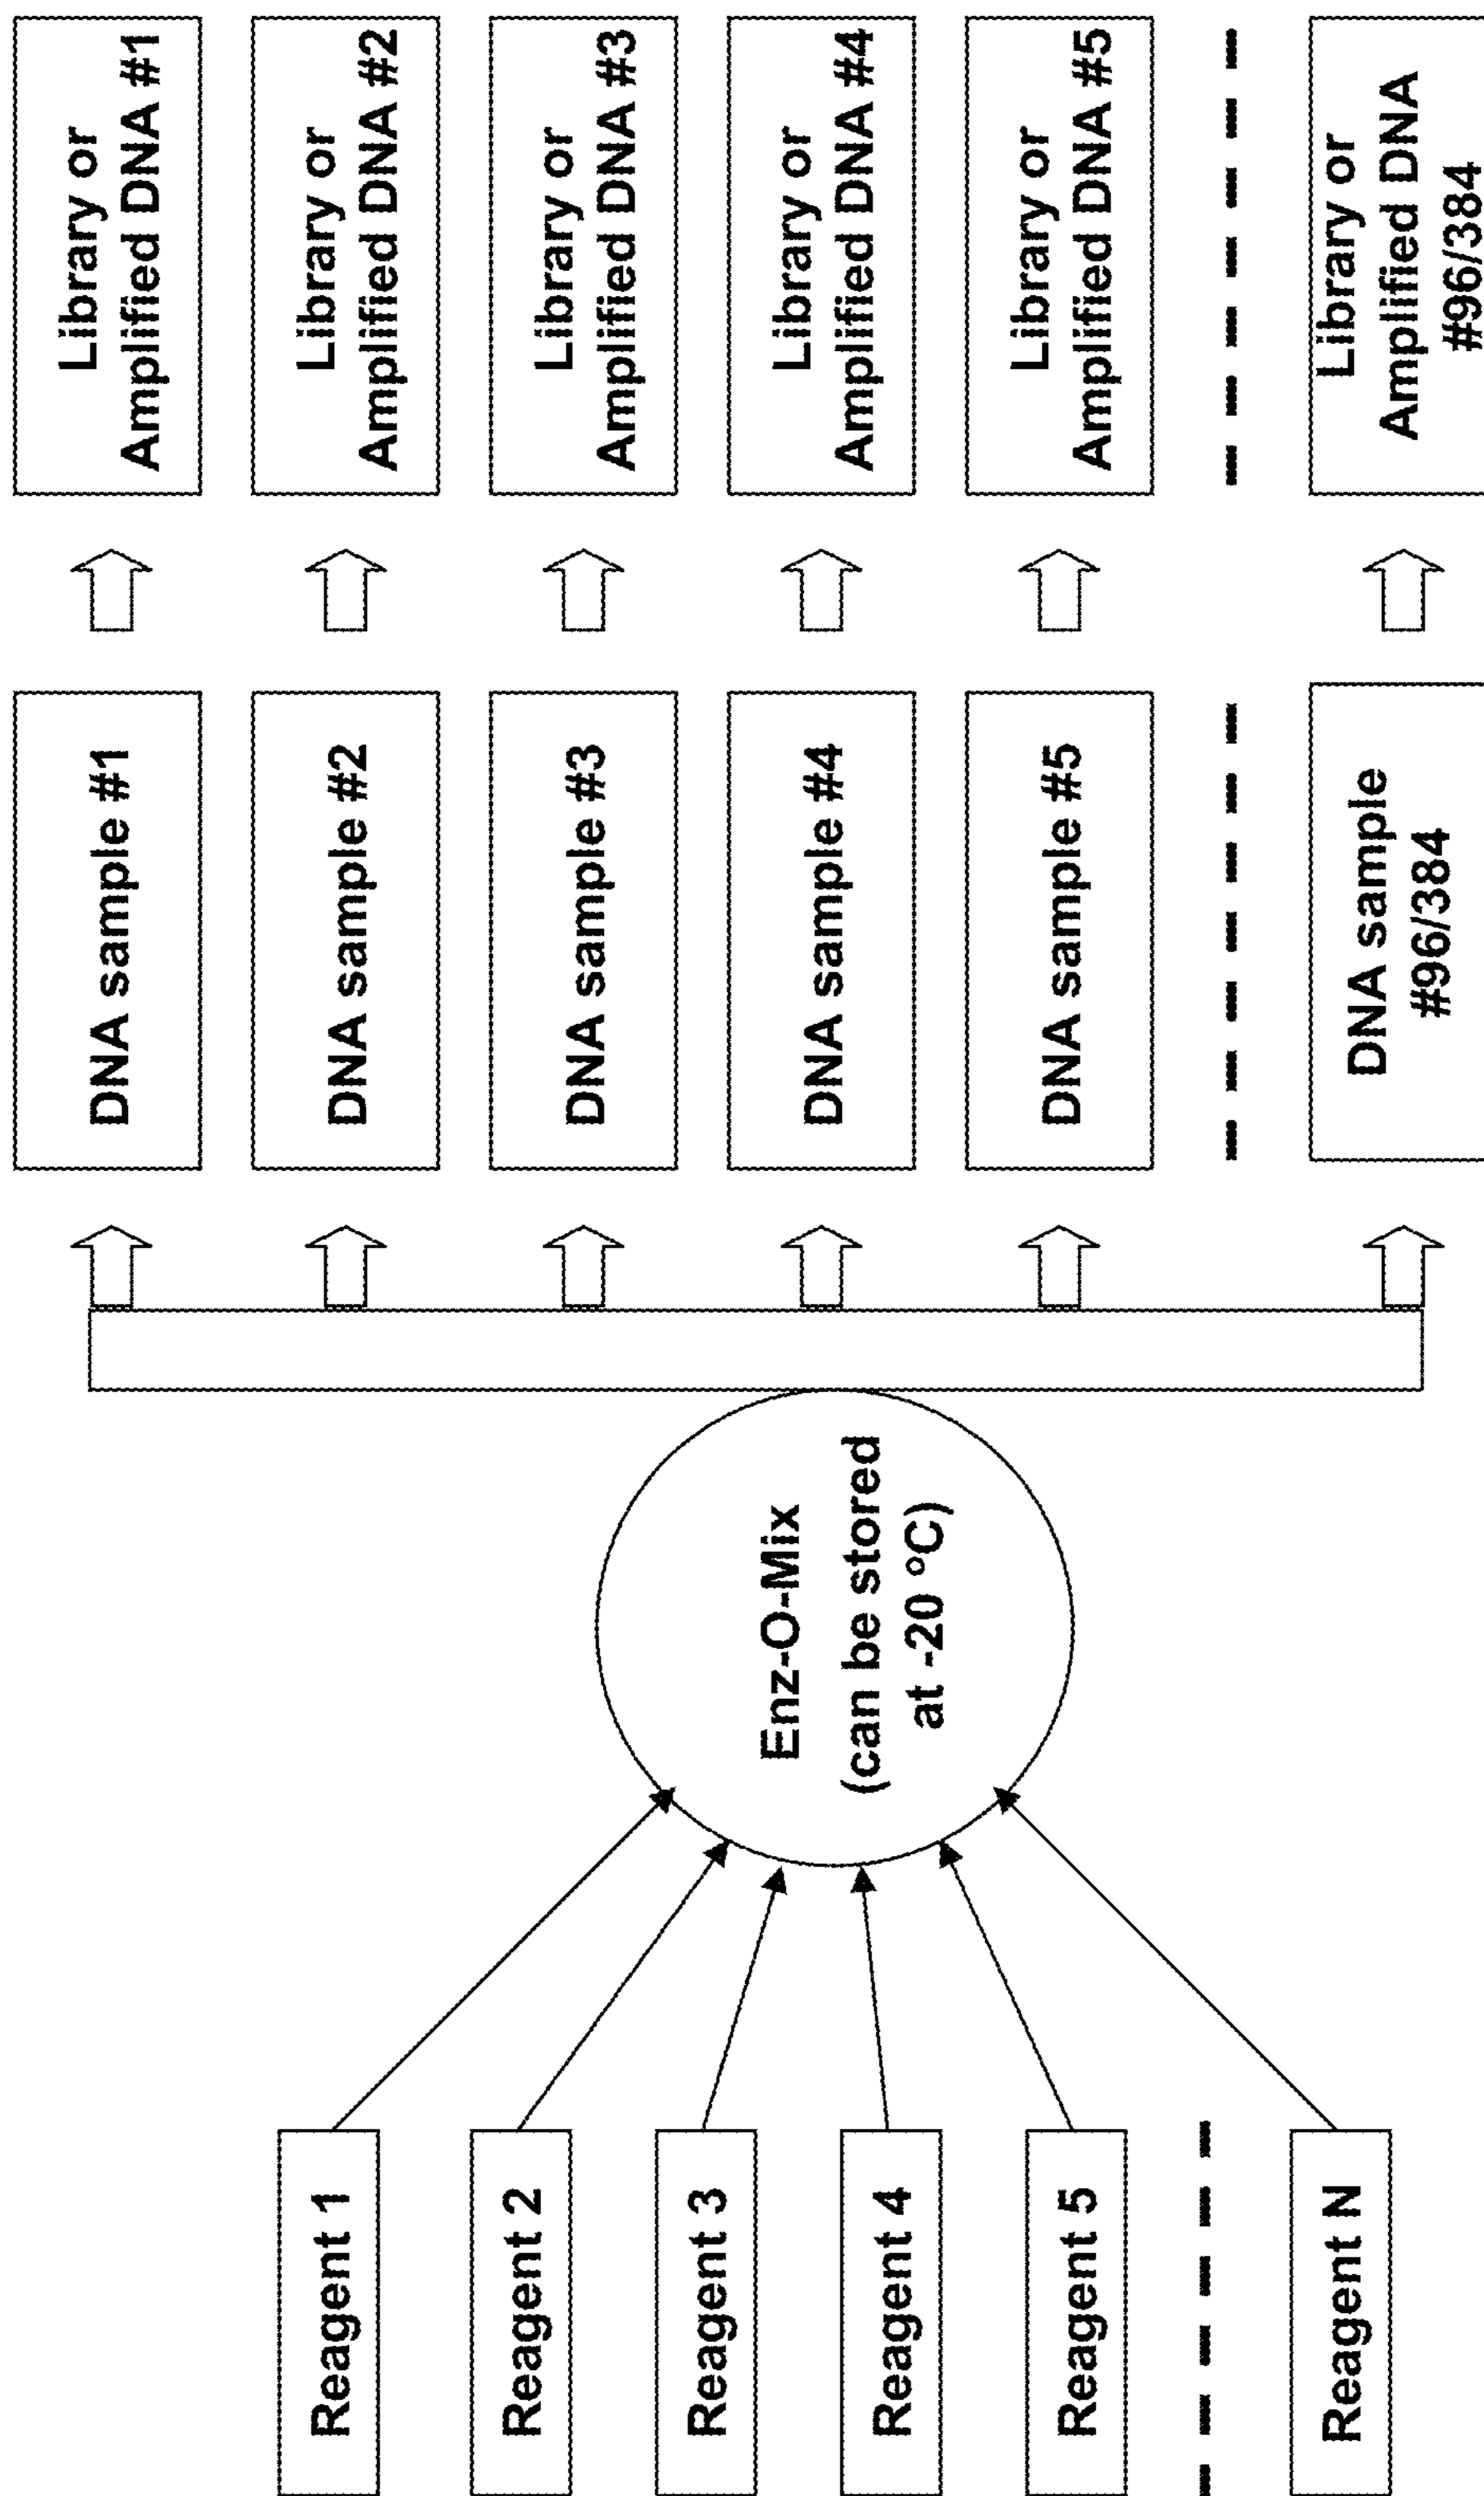 Reagent 1
Reagent 2
Reagent 3
Reagent 4
Reagent 5
Reagent N
Enz-O-Mix
(can be stored
at -20 °C)
DNA sample #1
DNA sample #2
DNA sample #3
DNA sample #4
DNA sample #5
DNA sample
#96/384
Library or
Amplified DNA #1
Library or
Amplified DNA #2
Library or
Amplified DNA #3
Library or
Amplified DNA #4
Library or
Amplified DNA #5
Library or
Amplified DNA
#96/384